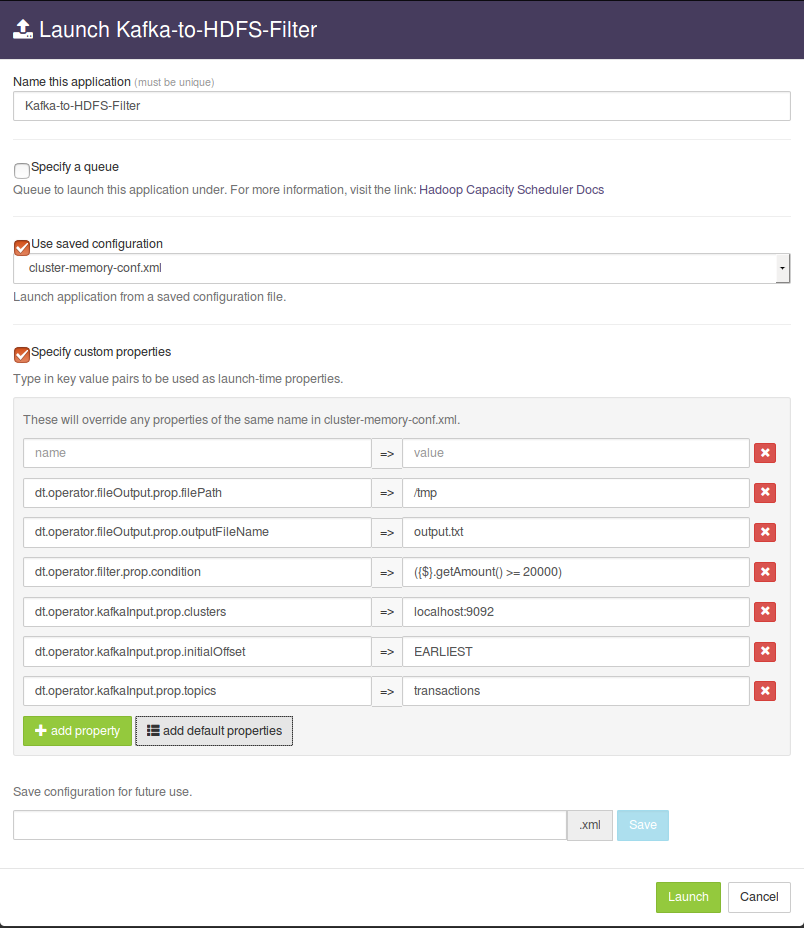 Launch Kafka-to-HDFS-Filter
Name this application (must be unique)
Kafka-to-HDFS-Filter
Specify a queue
Queue to launch this application under. For more information, visit the link: Hadoop Capacity Scheduler Docs
Use saved configuration
cluster-memory-conf.xml
Launch application from a saved configuration file.
Specify custom properties
Type in key value pairs to be used as launch-time properties.
These will override any properties of the same name in cluster-memory-conf.xml.
name => value
dt.operator.fileOutput.prop.filePath => /tmp
dt.operator.fileOutput.prop.outputFileName => output.txt
dt.operator.filter.prop.condition => ({$}.getAmount() >= 20000)
dt.operator.kafkaInput.prop.clusters => localhost:9092
dt.operator.kafkaInput.prop.initialOffset => EARLIEST
dt.operator.kafkaInput.prop.topics => transactions
add property add default properties
Save configuration for future use.
.xml Save
Launch Cancel